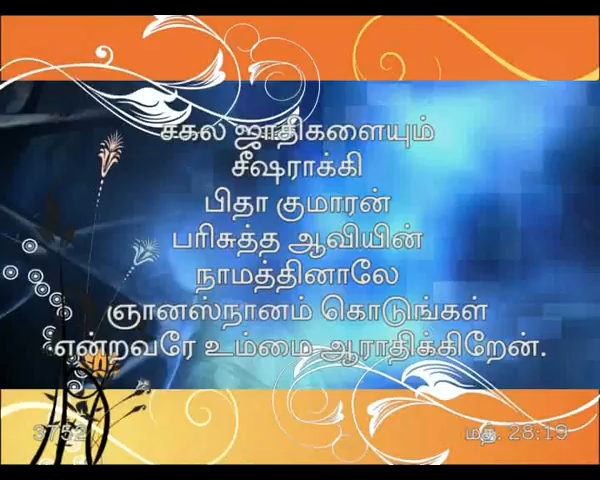 சகல ஜாதிகளையும்
சீஷராக்கி
பிதா குமாரன்
பரிசுத்த ஆவியின்
நாமத்தினாலே
ஞானஸ்நானம் கொடுங்கள்
என்றவரே உம்மை ஆராதிக்கிறேன்.
3752
மத். 28:19